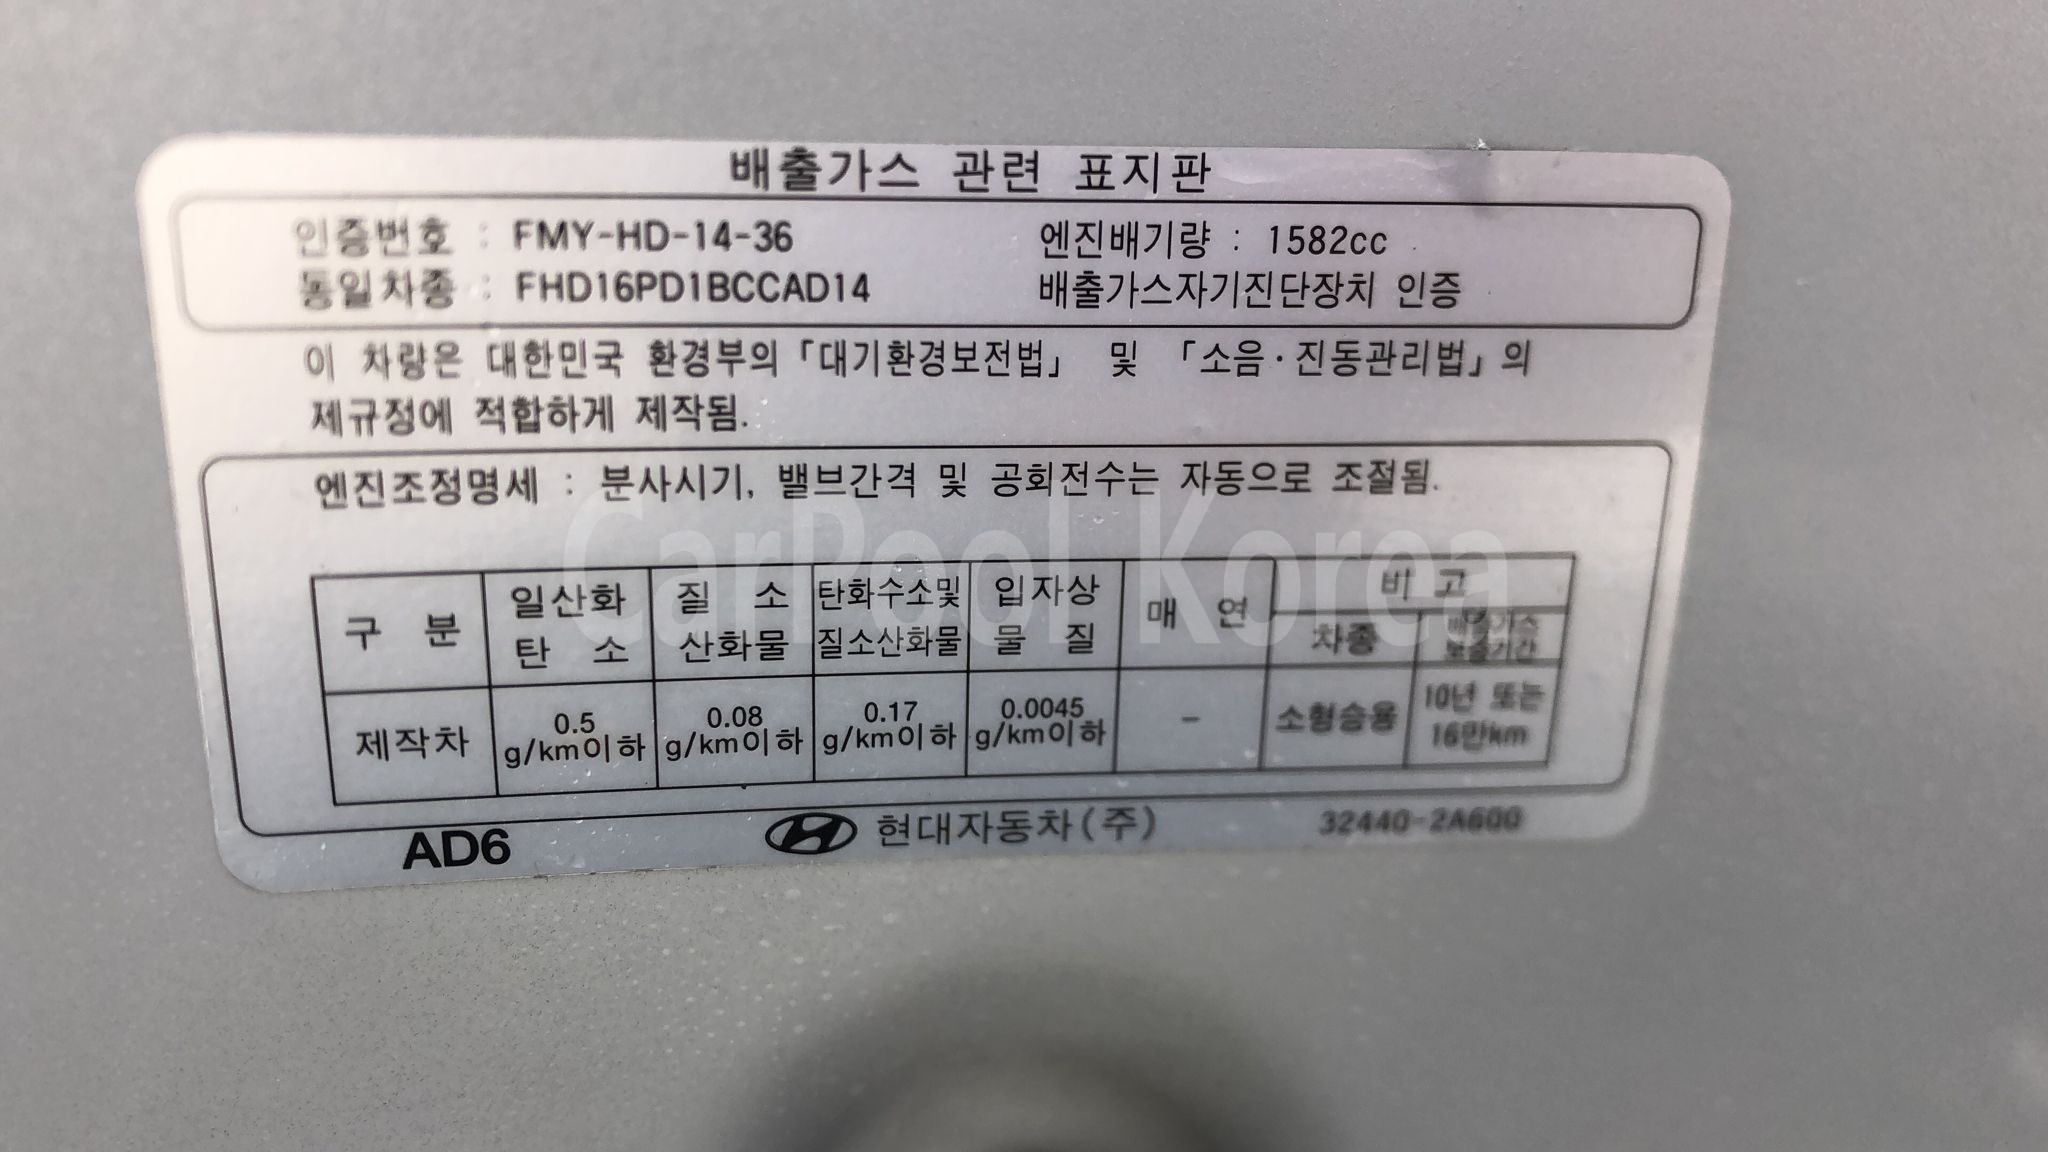 배출가스 관련 표지판
인증번호 : FMY-HD-14-36 엔진배기량 : 1582cc
동일차종 : FHD16PD1BCCAD14 배출가스자기진단장치 인증
이 차량은 대한민국 환경부의 「대기환경보전법」 및 「소음·진동관리법」의
제규정에 적합하게 제작됨.
엔진조정명세 : 분사시기, 밸브간격 및 공회전수는 자동으로 조절됨.
CarPool Korea
구 분 일산화 탄 소 질 소 산화물 탄화수소및 질소산화물 입자상 물 질 매 연 비 고
차종 배출가스 보증기간
제작차 0.5 g/km이하 0.08 g/km이하 0.17 g/km이하 0.0045 g/km이하 - 소형승용 10년 또는 16만km
AD6 현대자동차(주) 32440-2A600